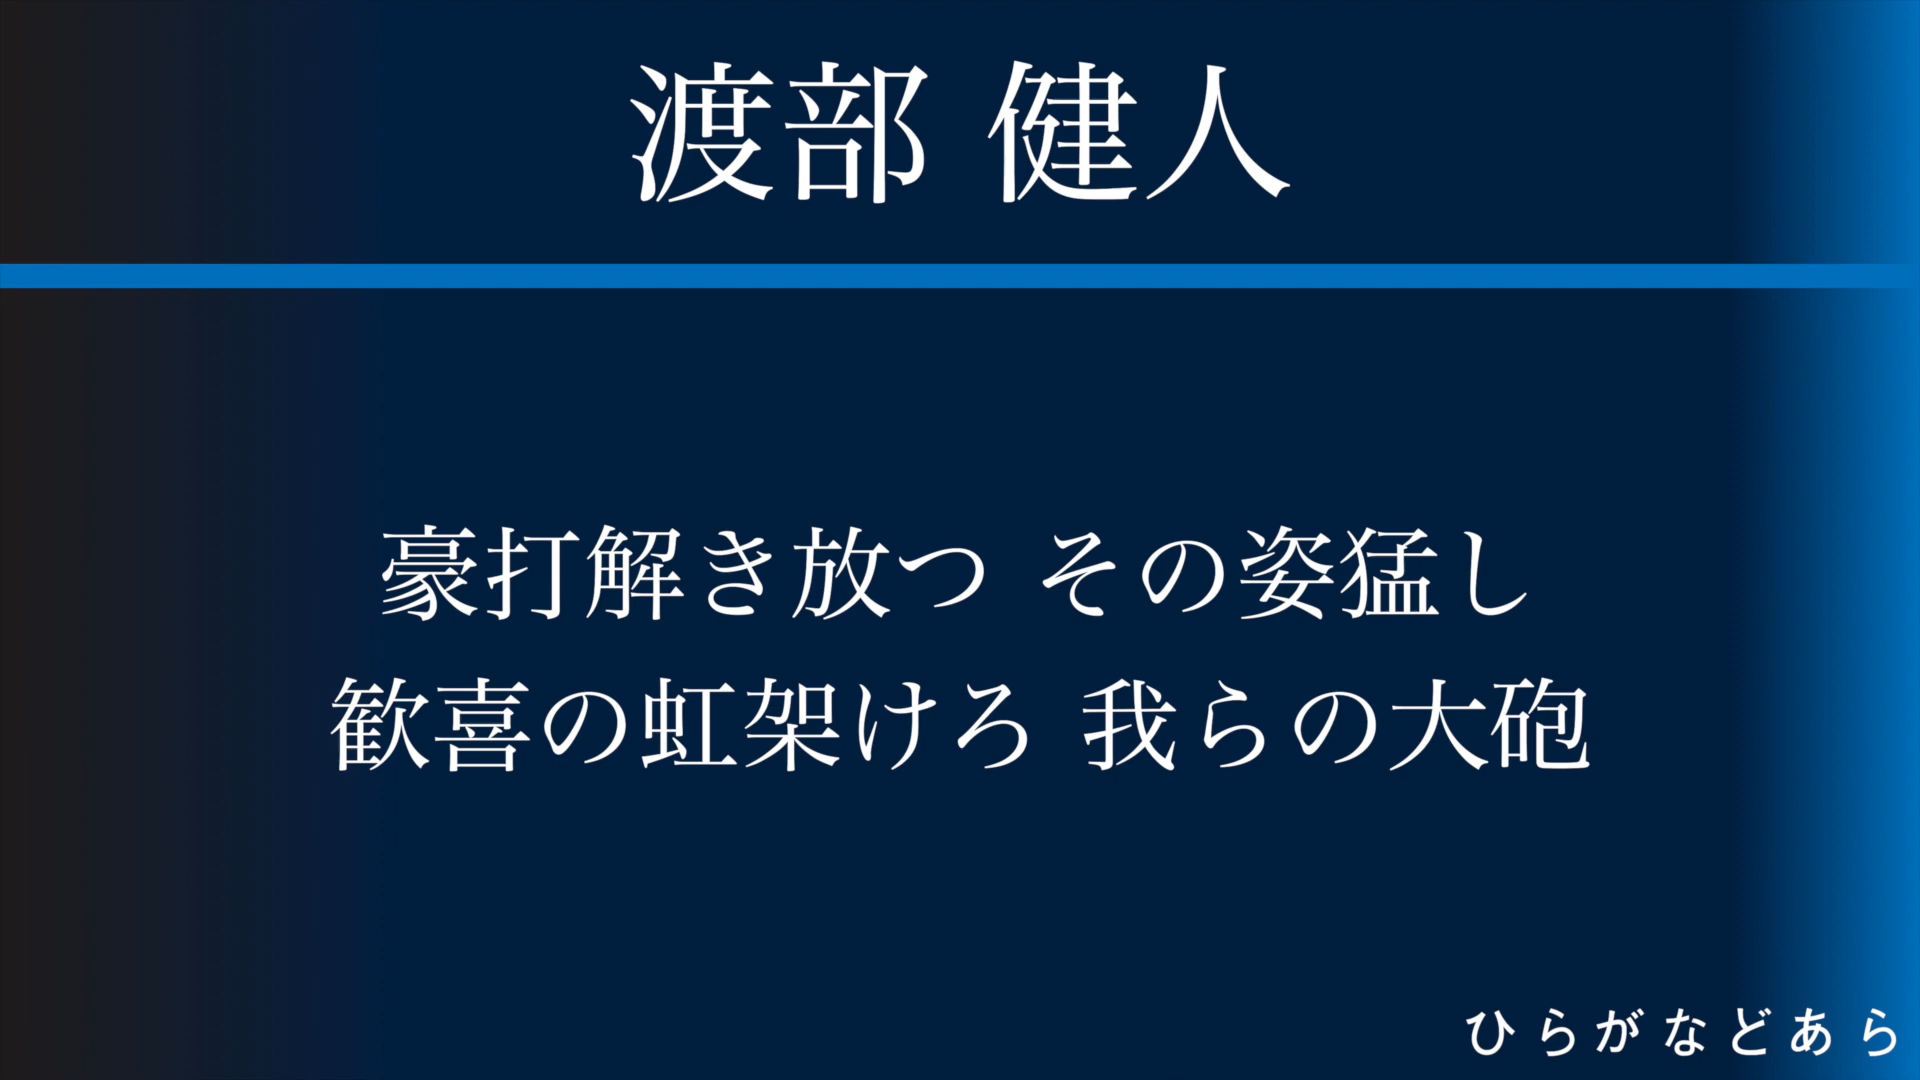 渡部 健人
豪打解き放つ その姿猛し
歓喜の虹架けろ 我らの大砲
ひらがなどあら